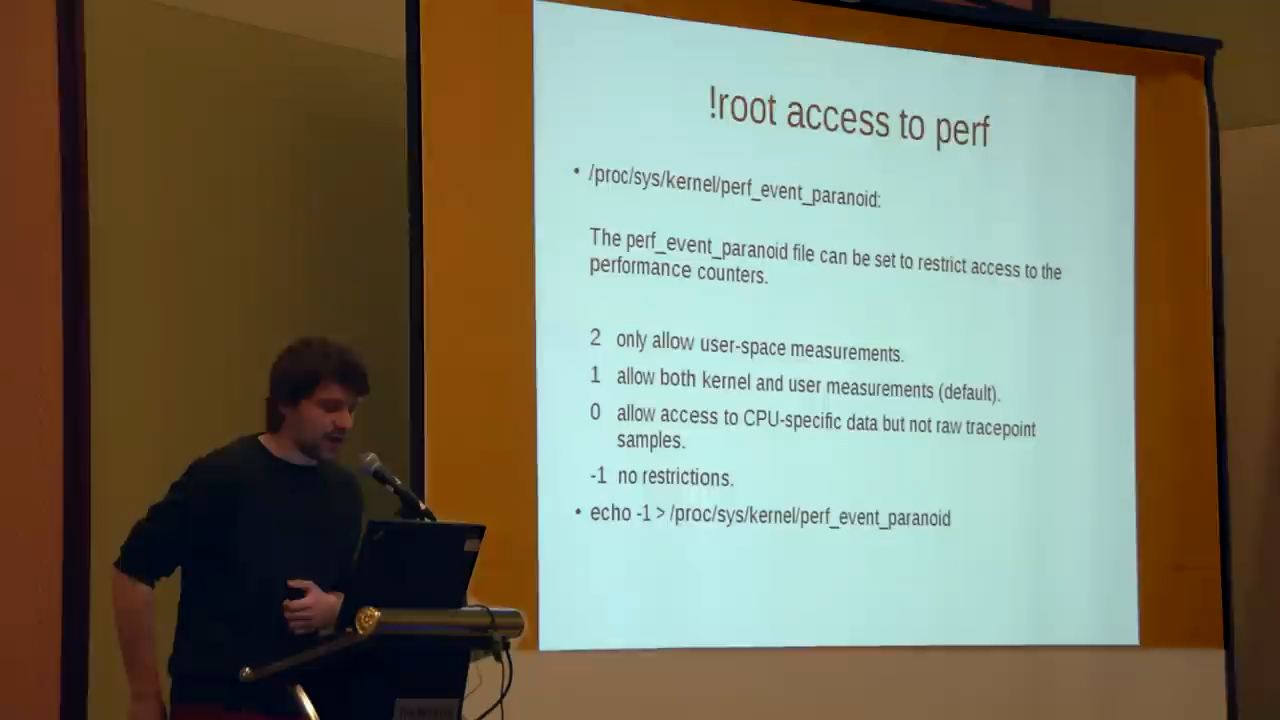 !root access to perf
• /proc/sys/kernel/perf_event_paranoid:
The perf_event_paranoid file can be set to restrict access to the
performance counters.
2 only allow user-space measurements.
1 allow both kernel and user measurements (default).
0 allow access to CPU-specific data but not raw tracepoint
samples.
-1 no restrictions.
• echo -1 > /proc/sys/kernel/perf_event_paranoid